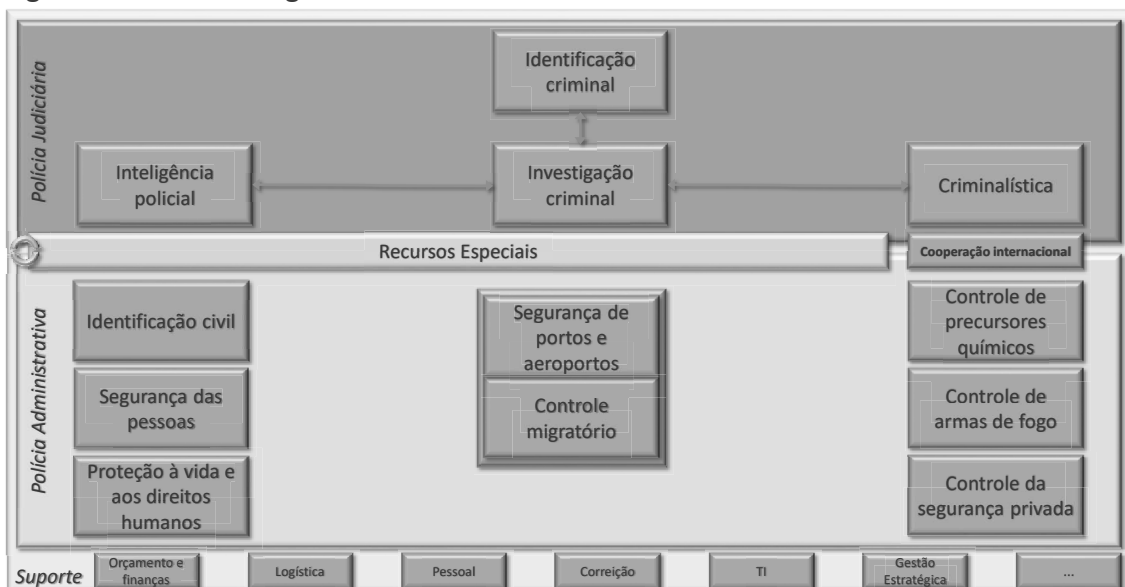 Polícia Judiciária
Identificação
criminal
Inteligência
policial
Investigação
criminal
Criminalística
Recursos Especiais
Cooperação internacional
Polícia Administrativa
Identificação civil
Segurança das
pessoas
Proteção à vida e
aos direitos
humanos
Segurança de
portos e
aeroportos
Controle
migratório
Controle de
precursores
químicos
Controle de
armas de fogo
Controle da
segurança privada
Suporte
Orçamento e
finanças
Logística
Pessoal
Correição
TI
Gestão
Estratégica
...